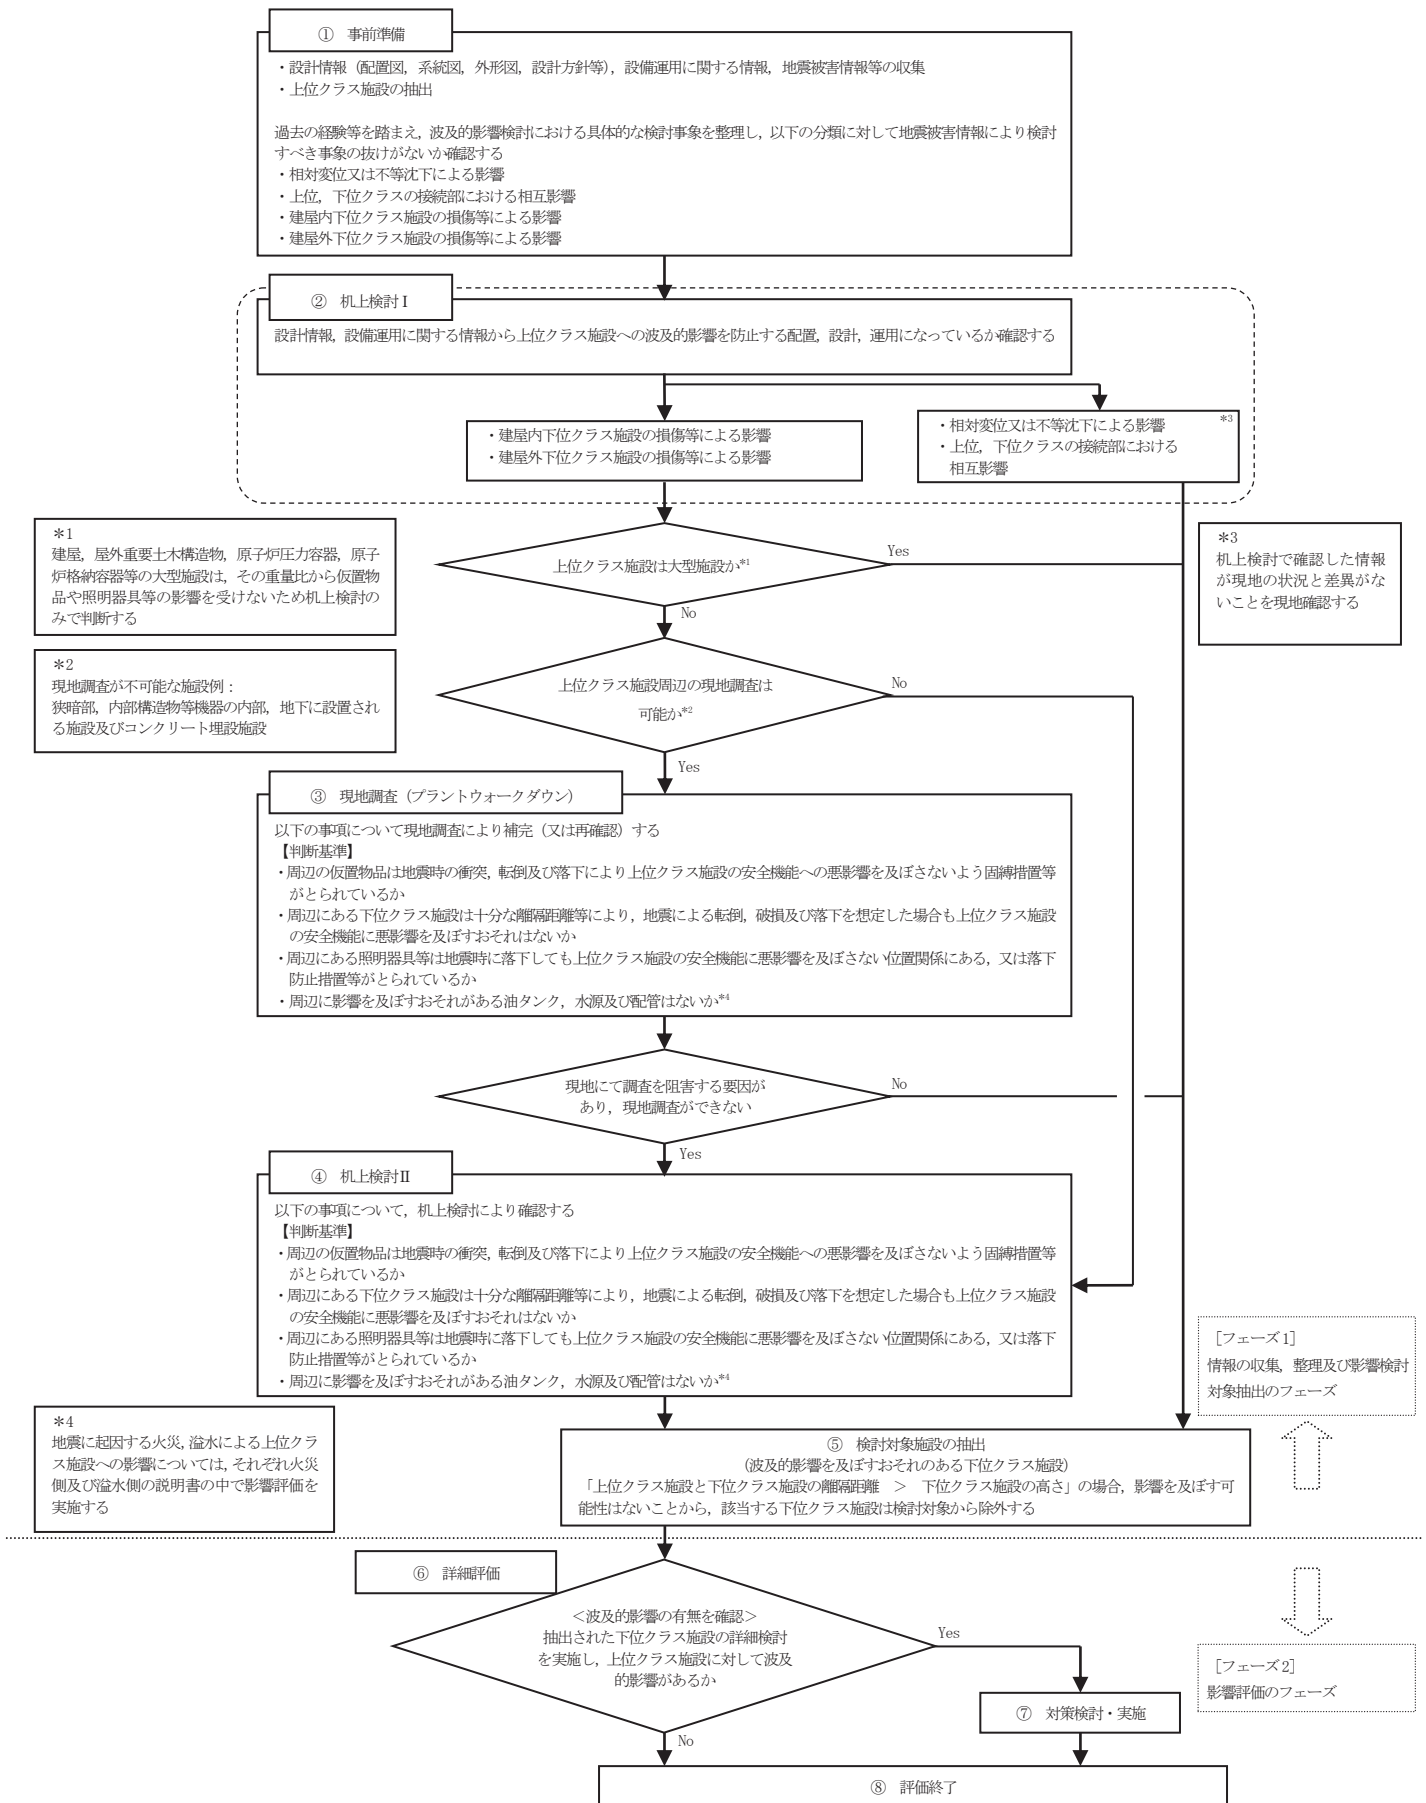 ① 事前準備
・設計情報（配置図，系統図，外形図，設計方針等），設備運用に関する情報，地震被害情報等の収集
・上位クラス施設の抽出
過去の経験等を踏まえ，波及的影響検討における具体的な検討事象を整理し，以下の分類に対して地震被害情報により検討
すべき事象の抜けがないか確認する
・相対変位又は不等沈下による影響
・上位，下位クラスの接続部における相互影響
・建屋内下位クラス施設の損傷等による影響
・建屋外下位クラス施設の損傷等による影響
② 机上検討Ⅰ
設計情報，設備運用に関する情報から上位クラス施設への波及的影響を防止する配置，設計，運用になっているか確認する
・建屋内下位クラス施設の損傷等による影響
・建屋外下位クラス施設の損傷等による影響
*3
・相対変位又は不等沈下による影響
・上位，下位クラスの接続部における
相互影響
*1
建屋，屋外重要土木構造物，原子炉圧力容器，原子
炉格納容器等の大型施設は，その重量比から仮置物
品や照明器具等の影響を受けないため机上検討の
みで判断する
上位クラス施設は大型施設か*1
Yes
No
*3
机上検討で確認した情報
が現地の状況と差異がな
いことを現地確認する
*2
現地調査が不可能な施設例：
狭暗部，内部構造物等機器の内部，地下に設置され
る施設及びコンクリート埋設施設
上位クラス施設周辺の現地調査は
可能か*2
No
Yes
③ 現地調査（プラントウォークダウン）
以下の事項について現地調査により補完（又は再確認）する
【判断基準】
・周辺の仮置物品は地震時の衝突，転倒及び落下により上位クラス施設の安全機能への悪影響を及ぼさないよう固縛措置等
がとられているか
・周辺にある下位クラス施設は十分な離隔距離等により，地震による転倒，破損及び落下を想定した場合も上位クラス施設
の安全機能に悪影響を及ぼすおそれはないか
・周辺にある照明器具等は地震時に落下しても上位クラス施設の安全機能に悪影響を及ぼさない位置関係にある，又は落下
防止措置等がとられているか
・周辺に影響を及ぼすおそれがある油タンク，水源及び配管はないか*4
現地にて調査を阻害する要因が
あり，現地調査ができない
No
Yes
④ 机上検討Ⅱ
以下の事項について，机上検討により確認する
【判断基準】
・周辺の仮置物品は地震時の衝突，転倒及び落下により上位クラス施設の安全機能への悪影響を及ぼさないよう固縛措置等
がとられているか
・周辺にある下位クラス施設は十分な離隔距離等により，地震による転倒，破損及び落下を想定した場合も上位クラス施設
の安全機能に悪影響を及ぼすおそれはないか
・周辺にある照明器具等は地震時に落下しても上位クラス施設の安全機能に悪影響を及ぼさない位置関係にある，又は落下
防止措置等がとられているか
・周辺に影響を及ぼすおそれがある油タンク，水源及び配管はないか*4
［フェーズ1］
情報の収集，整理及び影響検討
対象抽出のフェーズ
*4
地震に起因する火災，溢水による上位クラ
ス施設への影響については，それぞれ火災
側及び溢水側の説明書の中で影響評価を
実施する
⑤ 検討対象施設の抽出
（波及的影響を及ぼすおそれのある下位クラス施設）
「上位クラス施設と下位クラス施設の離隔距離 ＞ 下位クラス施設の高さ」の場合，影響を及ぼす可
能性はないことから，該当する下位クラス施設は検討対象から除外する
⑥ 詳細評価
＜波及的影響の有無を確認＞
抽出された下位クラス施設の詳細検討
を実施し，上位クラス施設に対して波及
的影響があるか
Yes
［フェーズ2］
影響評価のフェーズ
⑦ 対策検討・実施
No
⑧ 評価終了